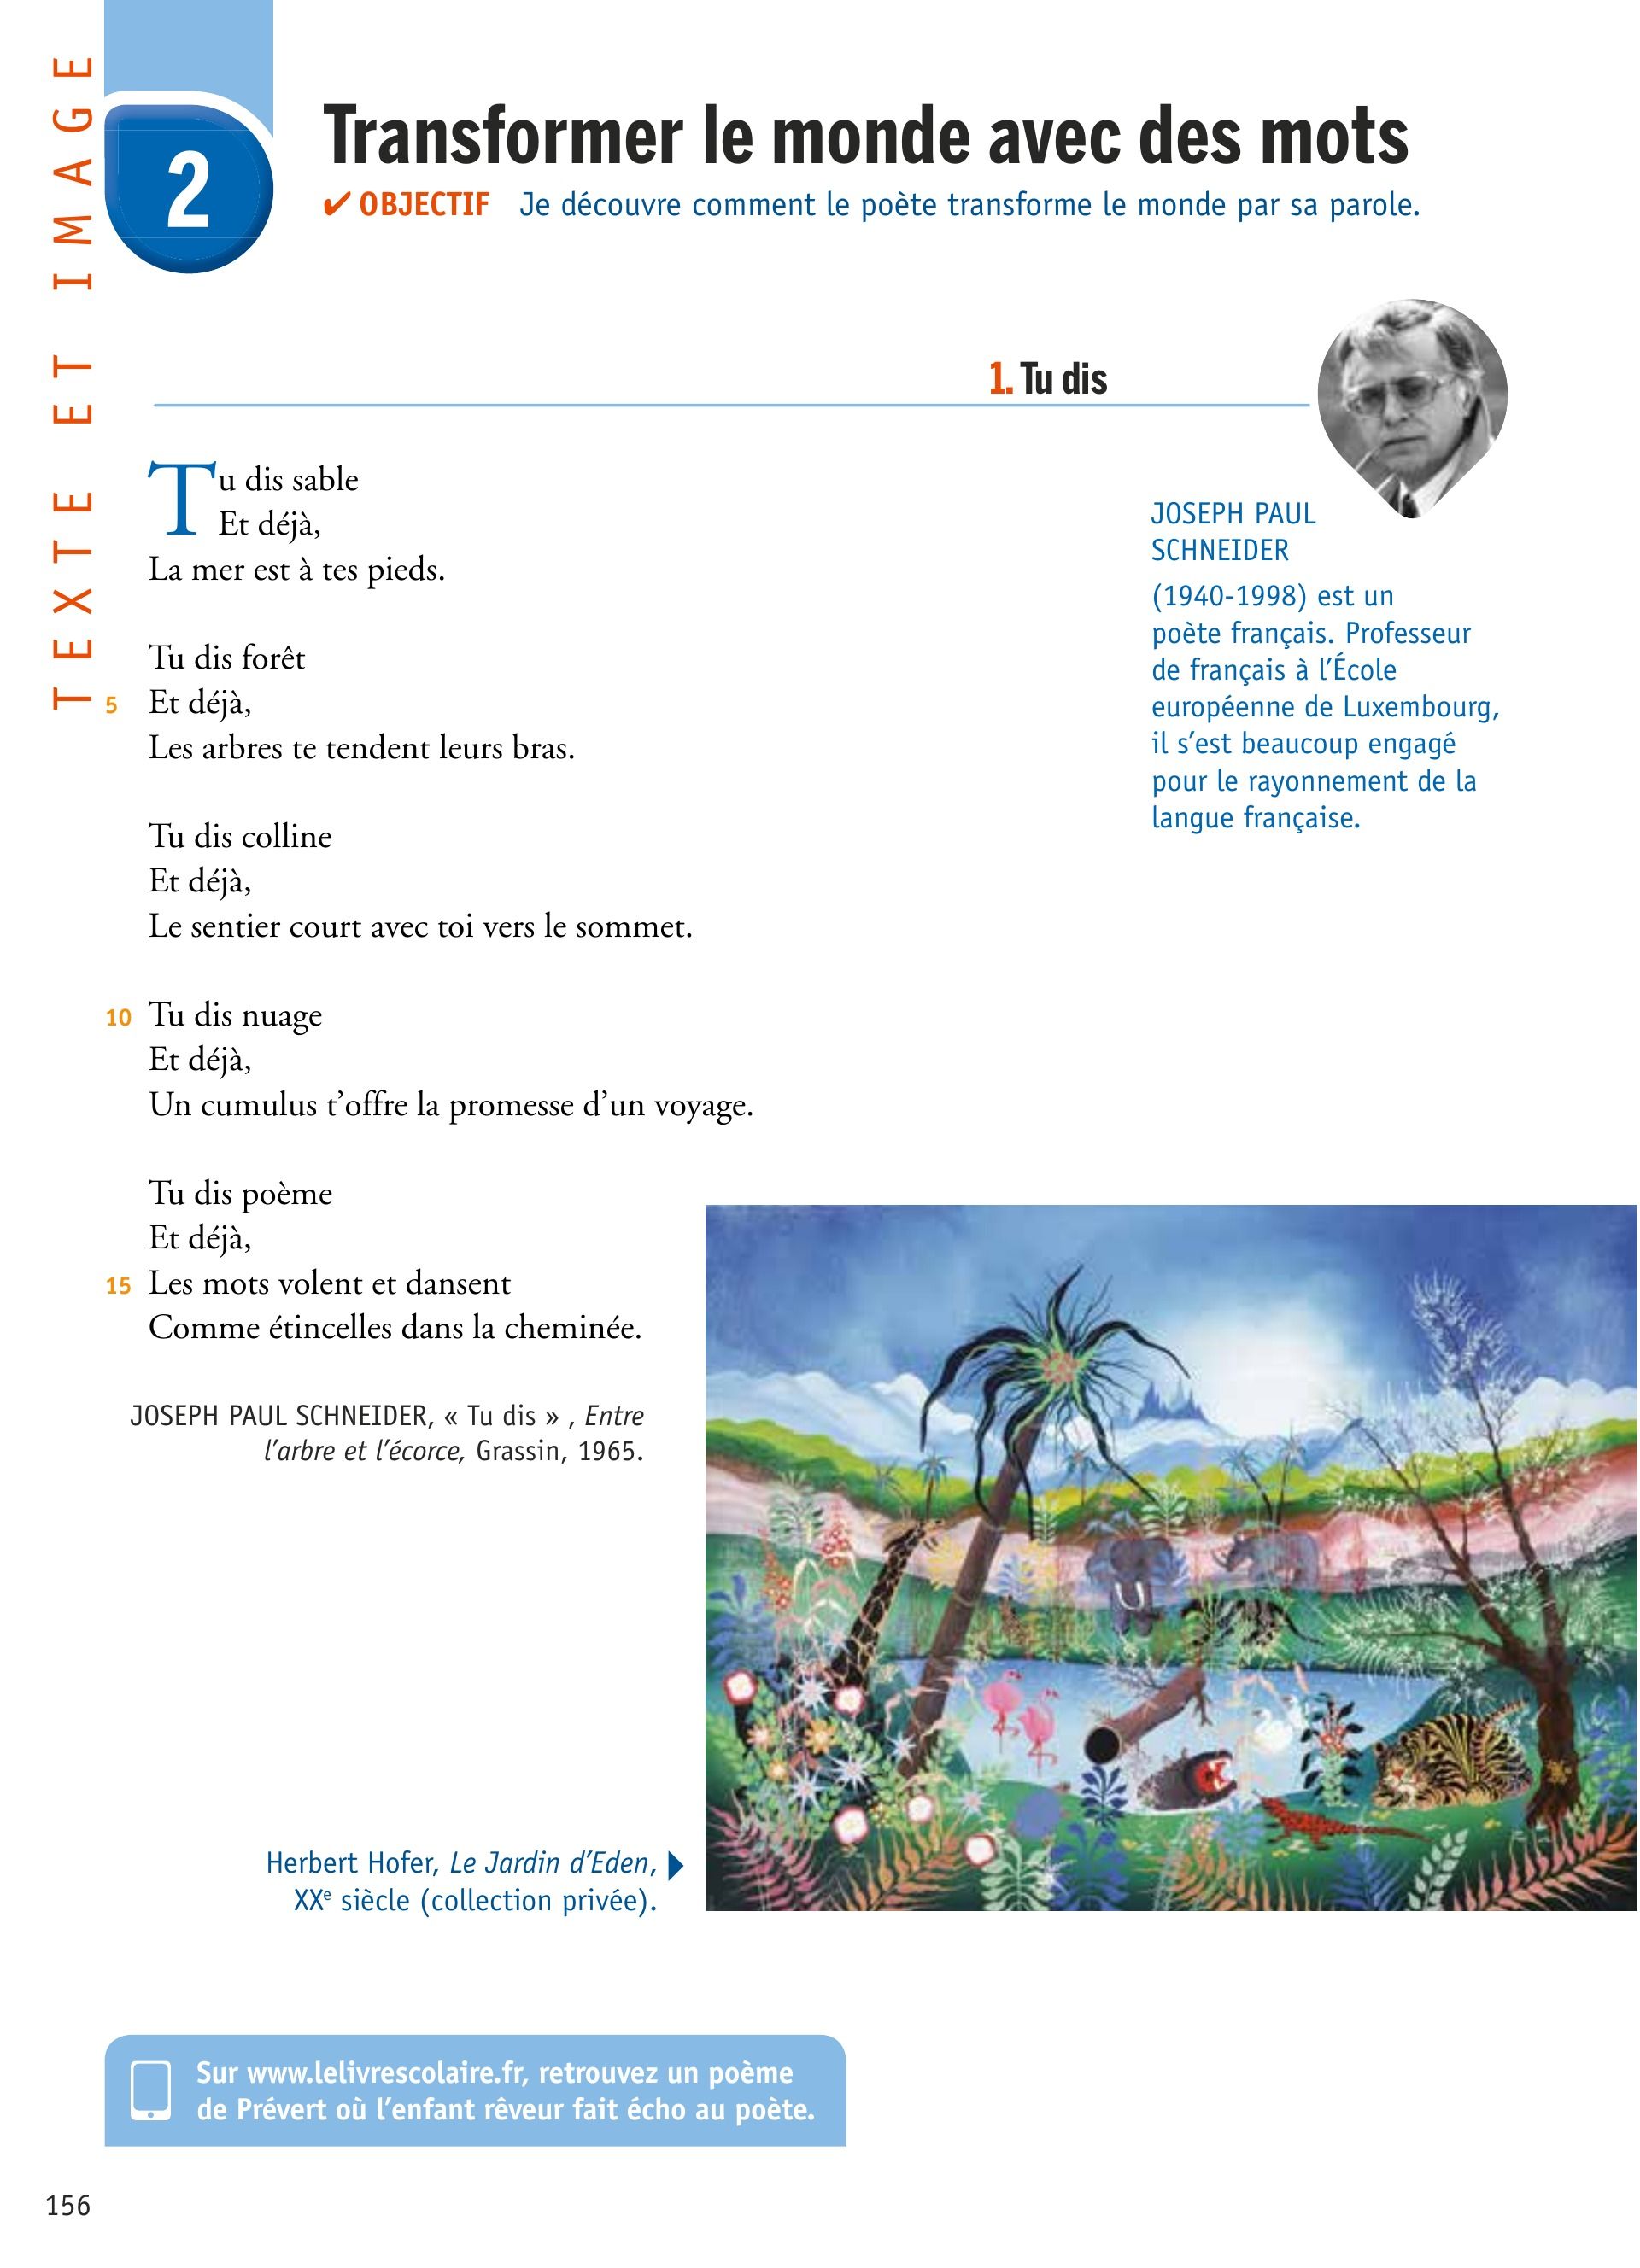 TEXTE ET IMAGE
2
Transformer le monde avec des mots
✔ OBJECTIF Je découvre comment le poète transforme le monde par sa parole.
1. Tu dis
Tu dis sable
Et déjà,
La mer est à tes pieds.
Tu dis forêt
5 Et déjà,
Les arbres te tendent leurs bras.
Tu dis colline
Et déjà,
Le sentier court avec toi vers le sommet.
10 Tu dis nuage
Et déjà,
Un cumulus t’offre la promesse d’un voyage.
Tu dis poème
Et déjà,
15 Les mots volent et dansent
Comme étincelles dans la cheminée.
JOSEPH PAUL SCHNEIDER, « Tu dis » , Entre
l’arbre et l’écorce, Grassin, 1965.
JOSEPH PAUL
SCHNEIDER
(1940-1998) est un
poète français. Professeur
de français à l’École
européenne de Luxembourg,
il s’est beaucoup engagé
pour le rayonnement de la
langue française.
Herbert Hofer, Le Jardin d’Eden,
XXe siècle (collection privée).
Sur www.lelivrescolaire.fr, retrouvez un poème
de Prévert où l’enfant rêveur fait écho au poète.
156